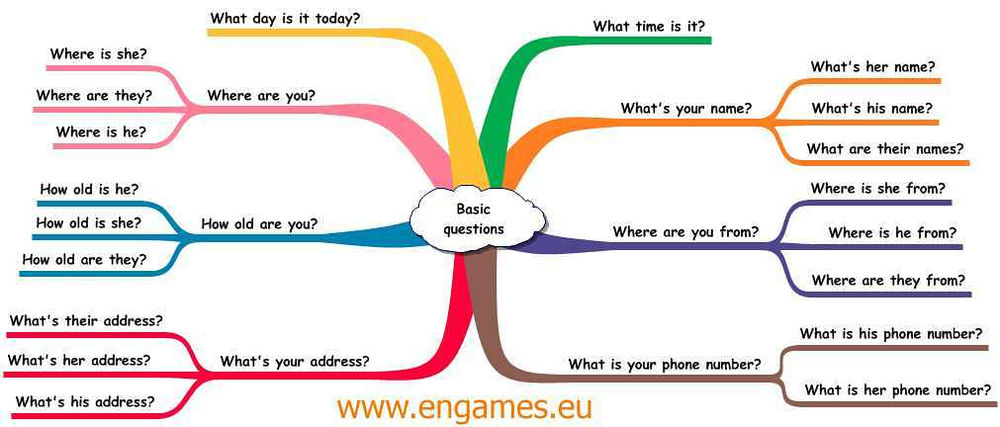 What day is it today?
What time is it?
Where is she?
Where are they?
Where is he?
Where are you?
What's your name?
What's her name?
What's his name?
What are their names?
How old is he?
How old is she?
How old are they?
How old are you?
Basic
questions
Where are you from?
Where is she from?
Where is he from?
Where are they from?
What's their address?
What's her address?
What's his address?
What's your address?
What is your phone number?
What is his phone number?
What is her phone number?
www.engames.eu